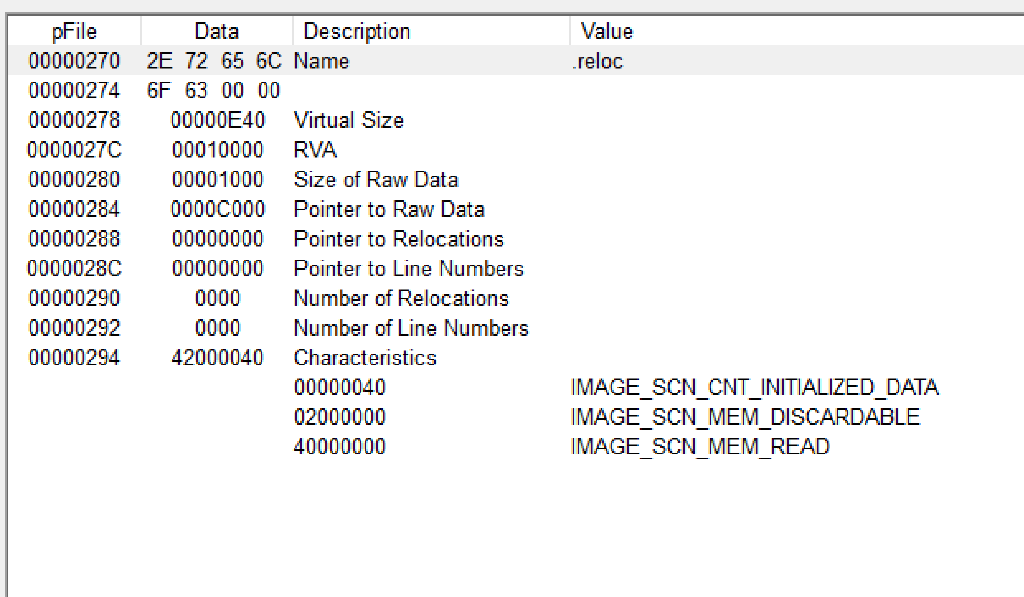 pFile Data Description Value
00000270 2E 72 65 6C Name .reloc
00000274 6F 63 00 00
00000278 00000E40 Virtual Size
0000027C 00010000 RVA
00000280 00001000 Size of Raw Data
00000284 0000C000 Pointer to Raw Data
00000288 00000000 Pointer to Relocations
0000028C 00000000 Pointer to Line Numbers
00000290 0000 Number of Relocations
00000292 0000 Number of Line Numbers
00000294 42000040 Characteristics
00000040 IMAGE_SCN_CNT_INITIALIZED_DATA
02000000 IMAGE_SCN_MEM_DISCARDABLE
40000000 IMAGE_SCN_MEM_READ